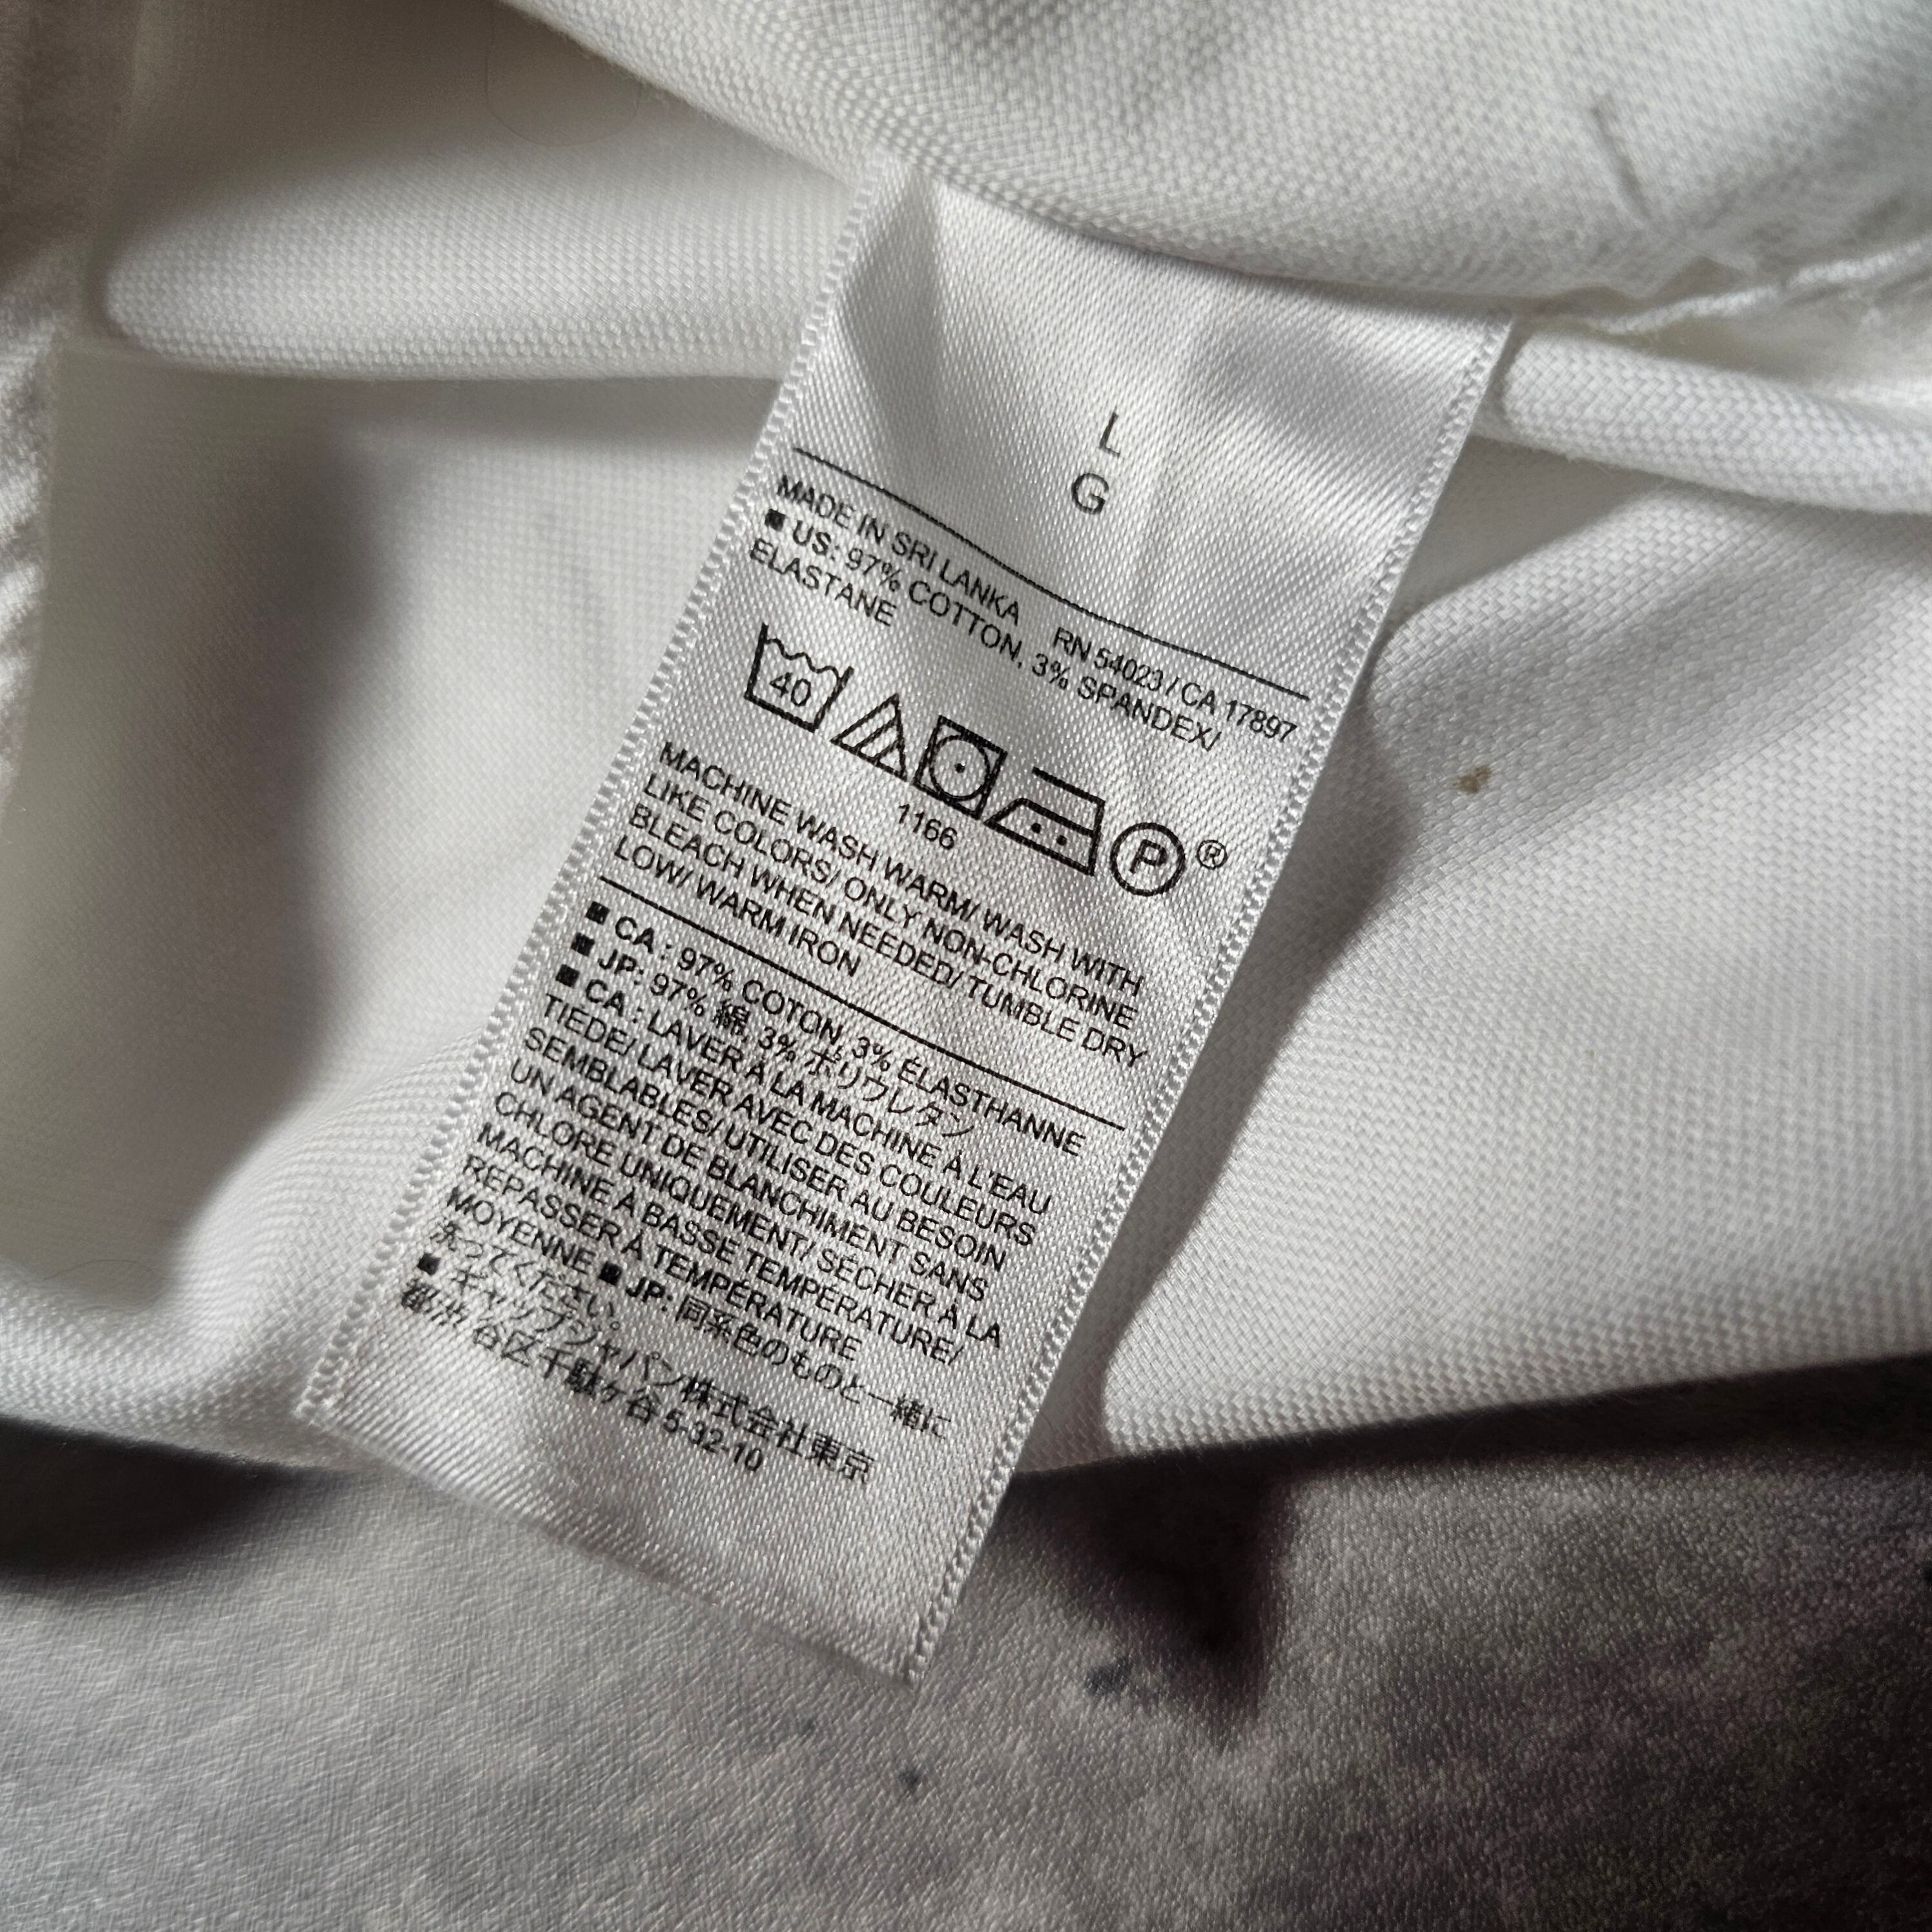 L
G
MADE IN SRI LANKA RN 54023 / CA 17897
■ US: 97% COTTON, 3% SPANDEX/
ELASTANE
40
P ®
1166
MACHINE WASH WARM/ WASH WITH
LIKE COLORS/ ONLY NON-CHLORINE
BLEACH WHEN NEEDED/ TUMBLE DRY
LOW/ WARM IRON
■ CA : 97% COTON, 3% ÉLASTHANNE
■ JP: 97% 綿, 3% ポリウレタン
■ CA : LAVER À LA MACHINE À L'EAU
TIÈDE/ LAVER AVEC DES COULEURS
SEMBLABLES/ UTILISER AU BESOIN
UN AGENT DE BLANCHIMENT SANS
CHLORE UNIQUEMENT/ SÉCHER À LA
MACHINE À BASSE TEMPÉRATURE/
REPASSER À TEMPÉRATURE
MOYENNE ■ JP: 同系色のものと一緒に
洗ってください。
■ ギャップジャパン株式会社東京
都渋谷区千駄ヶ谷 5-32-10